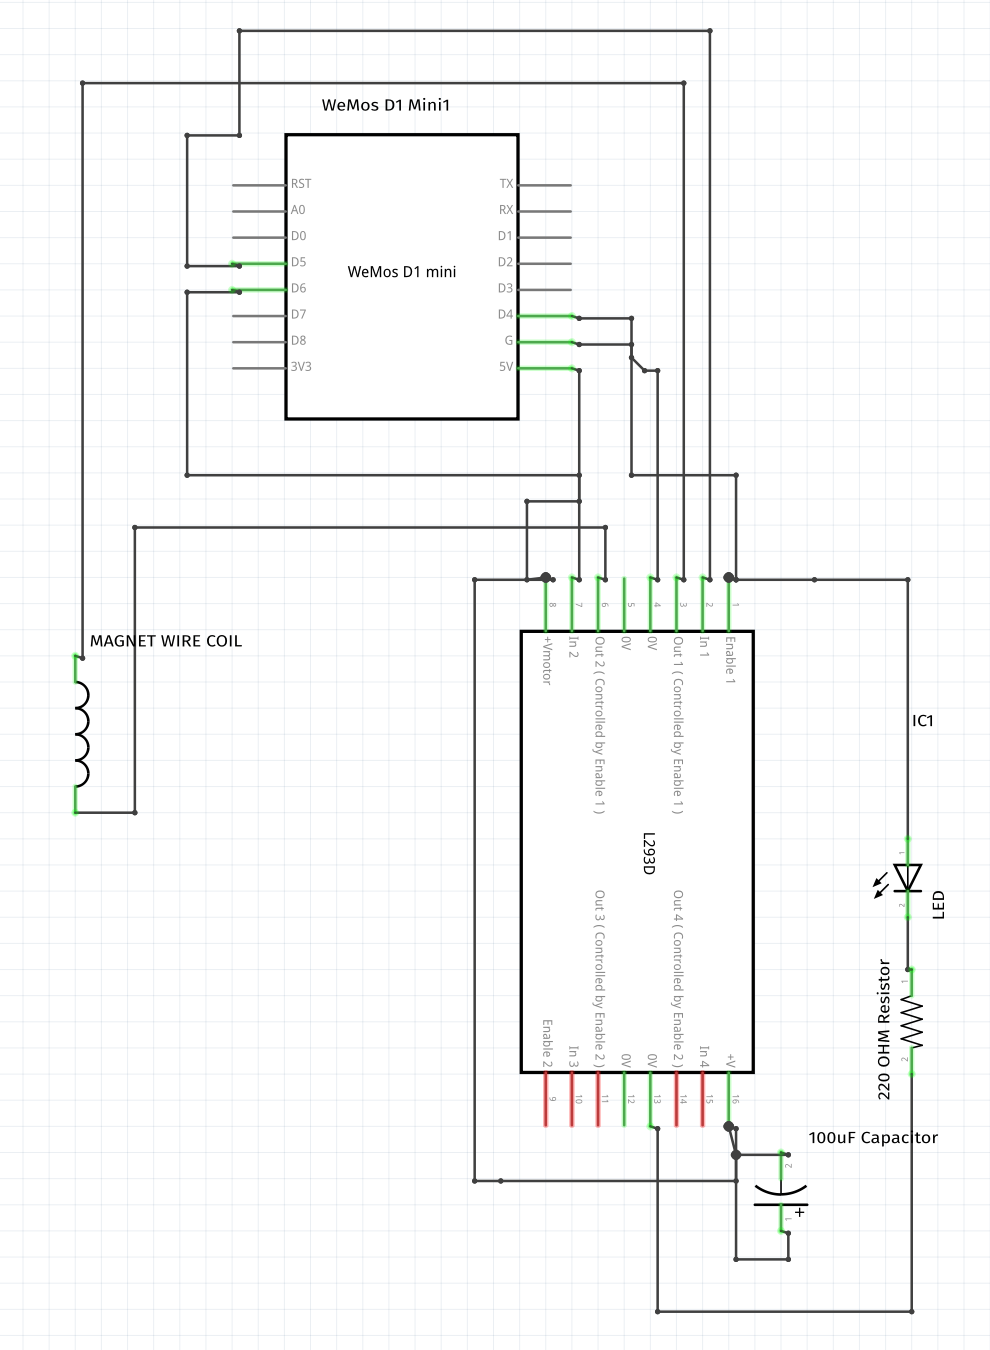 WeMos D1 Mini1
RST
A0
D0
D5
D6
D7
D8
3V3
WeMos D1 mini
TX
RX
D1
D2
D3
D4
G
5V
MAGNET WIRE COIL
8
7
6
5
4
3
2
1
+Vmotor
In 2
Out 2 ( Controlled by Enable 1 )
0V
0V
Out 1 ( Controlled by Enable 1 )
In 1
Enable 1
IC1
L293D
1
2
LED
Enable 2
In 3
Out 3 ( Controlled by Enable 2 )
0V
0V
Out 4 ( Controlled by Enable 2 )
In 4
+V
9
10
11
12
13
14
15
16
1
2
220 OHM Resistor
100uF Capacitor
2
+
1